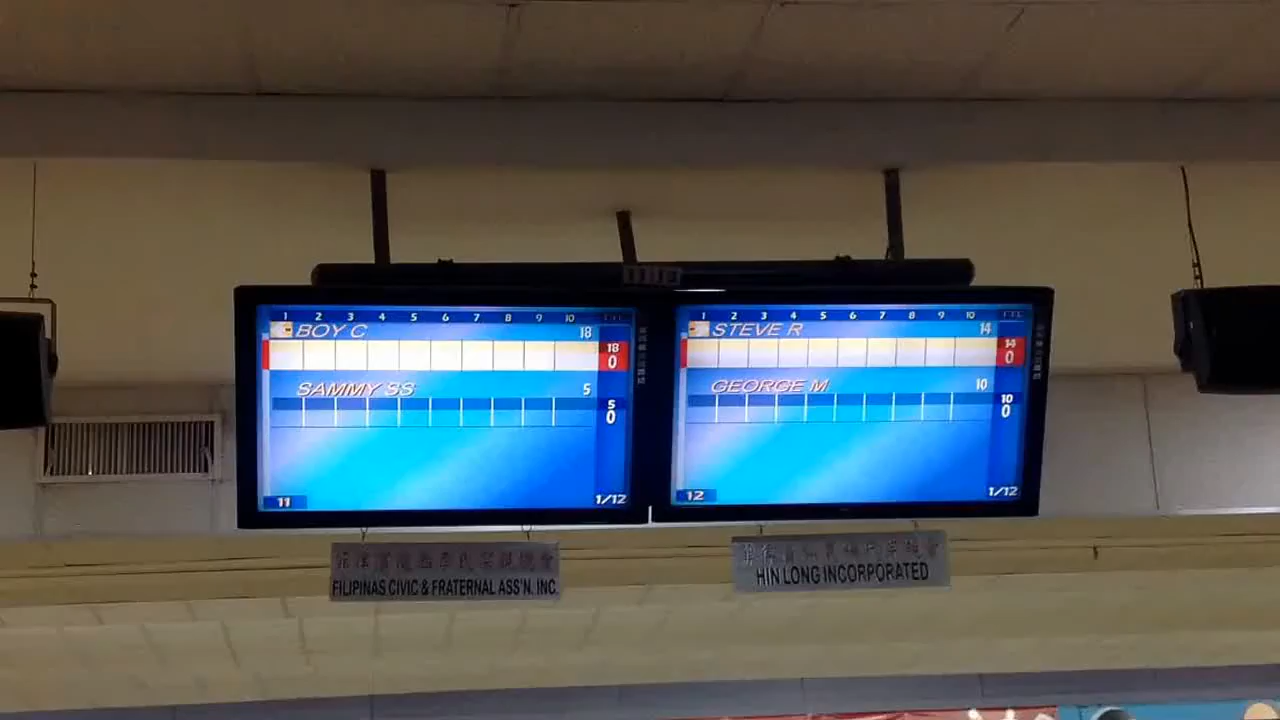 1 2 3 4 5 6 7 8 9 10 TTL
BOY C 18
18
0
SAMMY SS 5
5
0
11 1/12
1 2 3 4 5 6 7 8 9 10 TTL
STEVE R 14
14
0
GEORGE M 10
10
0
12 1/12
FILIPINAS CIVIC & FRATERNAL ASS'N. INC.
HIN LONG INCORPORATED